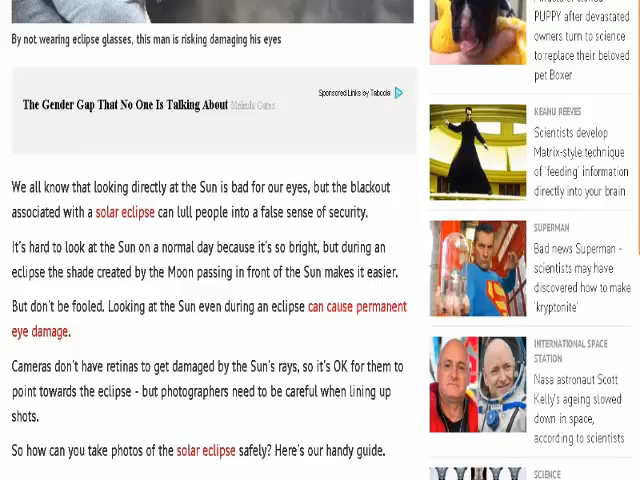 By not wearing eclipse glasses, this man is risking damaging his eyes
Sponsored Links by Taboola
The Gender Gap That No One Is Talking About Melinda Gates
We all know that looking directly at the Sun is bad for our eyes, but the blackout
associated with a solar eclipse can lull people into a false sense of security.
It's hard to look at the Sun on a normal day because it's so bright, but during an
eclipse the shade created by the Moon passing in front of the Sun makes it easier.
But don't be fooled. Looking at the Sun even during an eclipse can cause permanent
eye damage.
Cameras don't have retinas to get damaged by the Sun's rays, so it's OK for them to
point towards the eclipse - but photographers need to be careful when lining up
shots.
So how can you take photos of the solar eclipse safely? Here's our handy guide.
PUPPY after devastated
owners turn to science
to replace their beloved
pet Boxer
KEANU REEVES
Scientists develop
Matrix-style technique
of 'feeding' information
directly into your brain
SUPERMAN
Bad news Superman -
scientists may have
discovered how to make
'kryptonite'
INTERNATIONAL SPACE
STATION
Nasa astronaut Scott
Kelly's ageing slowed
down in space,
according to scientists
SCIENCE